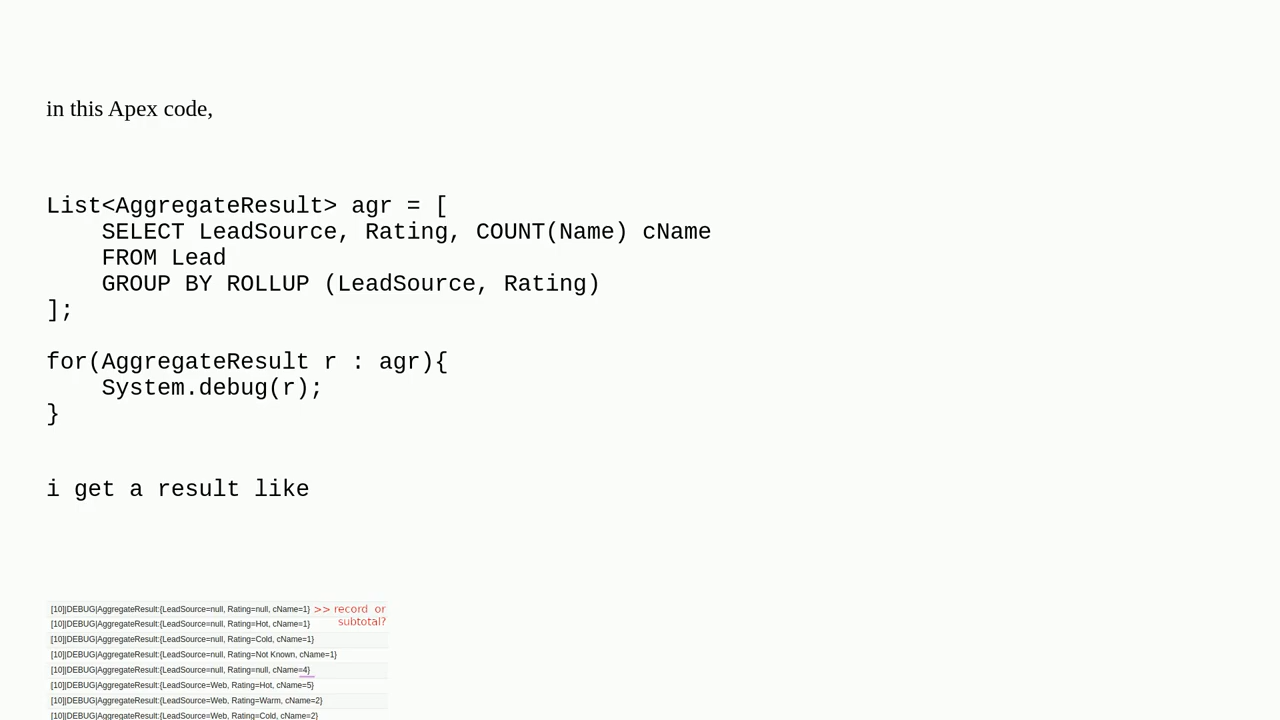 in this Apex code,
List<AggregateResult> agr = [
SELECT LeadSource, Rating, COUNT(Name) cName
FROM Lead
GROUP BY ROLLUP (LeadSource, Rating)
];
for(AggregateResult r : agr){
System.debug(r);
}
i get a result like
[10]|DEBUG|AggregateResult:{LeadSource=null, Rating=null, cName=1} >> record or
subtotal?
[10]|DEBUG|AggregateResult:{LeadSource=null, Rating=Hot, cName=1}
[10]|DEBUG|AggregateResult:{LeadSource=null, Rating=Cold, cName=1}
[10]|DEBUG|AggregateResult:{LeadSource=null, Rating=Not Known, cName=1}
[10]|DEBUG|AggregateResult:{LeadSource=null, Rating=null, cName=4}
[10]|DEBUG|AggregateResult:{LeadSource=Web, Rating=Hot, cName=5}
[10]|DEBUG|AggregateResult:{LeadSource=Web, Rating=Warm, cName=2}
[10]|DEBUG|AggregateResult:{LeadSource=Web, Rating=Cold, cName=2}